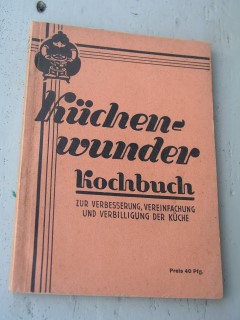 Küchen-
wunder
Kochbuch
ZUR VERBESSERUNG, VEREINFACHUNG
UND VERBILLIGUNG DER KÜCHE
Preis 40 Pfg.